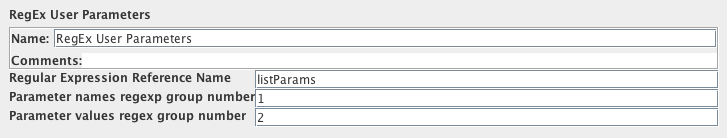 RegEx User Parameters
Name: RegEx User Parameters
Comments:
Regular Expression Reference Name listParams
Parameter names regexp group number 1
Parameter values regex group number 2